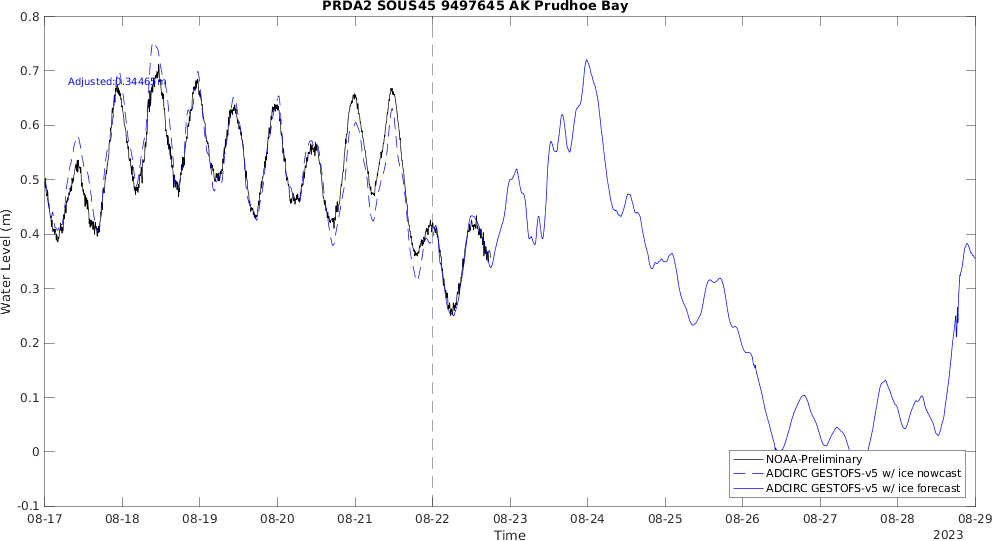 PRDA2 SOUS45 9497645 AK Prudhoe Bay
0.8
0.7
0.6
0.5
0.4
0.3
0.2
0.1
0
-0.1
Water Level (m)
Adjusted:0.34465
NOAA-Preliminary
ADCIRC GESTOFS-v5 w/ ice nowcast
ADCIRC GESTOFS-v5 w/ ice forecast
08-17 08-18 08-19 08-20 08-21 08-22 08-23 08-24 08-25 08-26 08-27 08-28 08-29
Time
2023